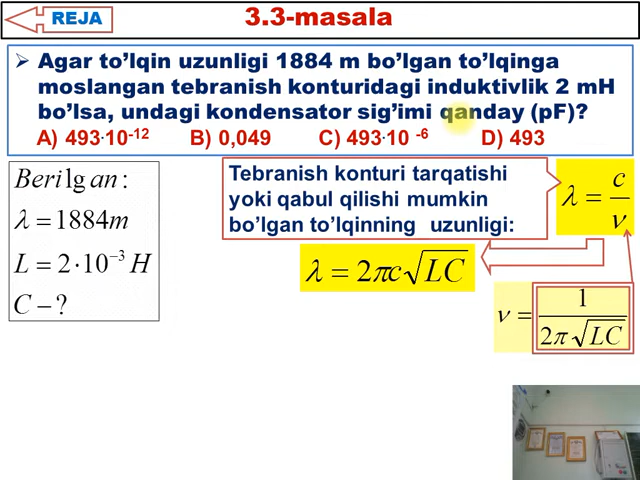 REJA
3.3-masala
➢ Agar to’lqin uzunligi 1884 m bo’lgan to’lqinga
moslangan tebranish konturidagi induktivlik 2 mH
bo’lsa, undagi kondensator sig’imi qanday (pF)?
A) 493·10⁻¹² B) 0,049 C) 493·10 ⁻⁶ D) 493
Berilgan:
λ = 1884m
L = 2·10⁻³ H
C – ?
Tebranish konturi tarqatishi
yoki qabul qilishi mumkin
bo’lgan to’lqinning uzunligi:
λ = c/ν
λ = 2πc√LC
ν = 1/(2π√LC)